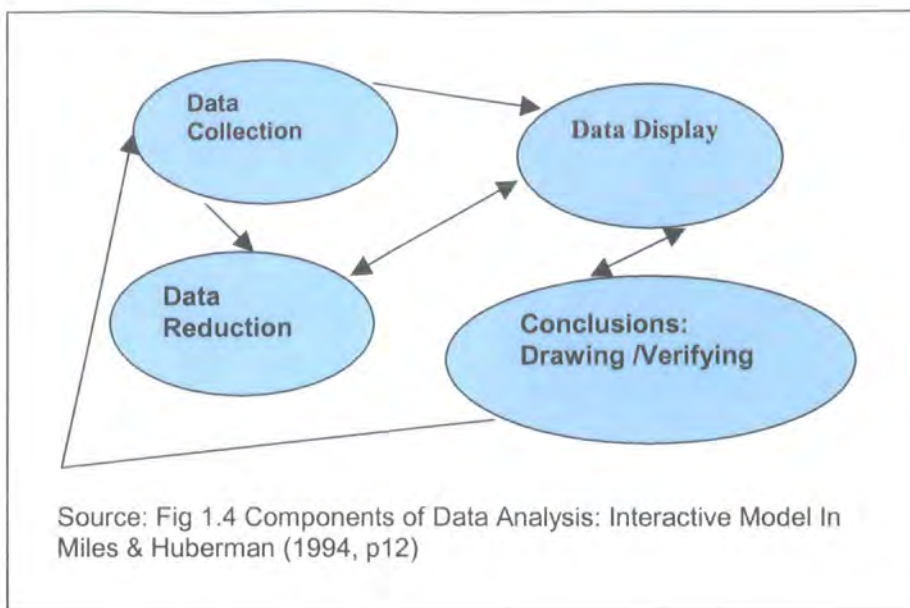 Data
Collection
Data Display
Data
Reduction
Conclusions:
Drawing /Verifying
Source: Fig 1.4 Components of Data Analysis: Interactive Model In
Miles & Huberman (1994, p12)